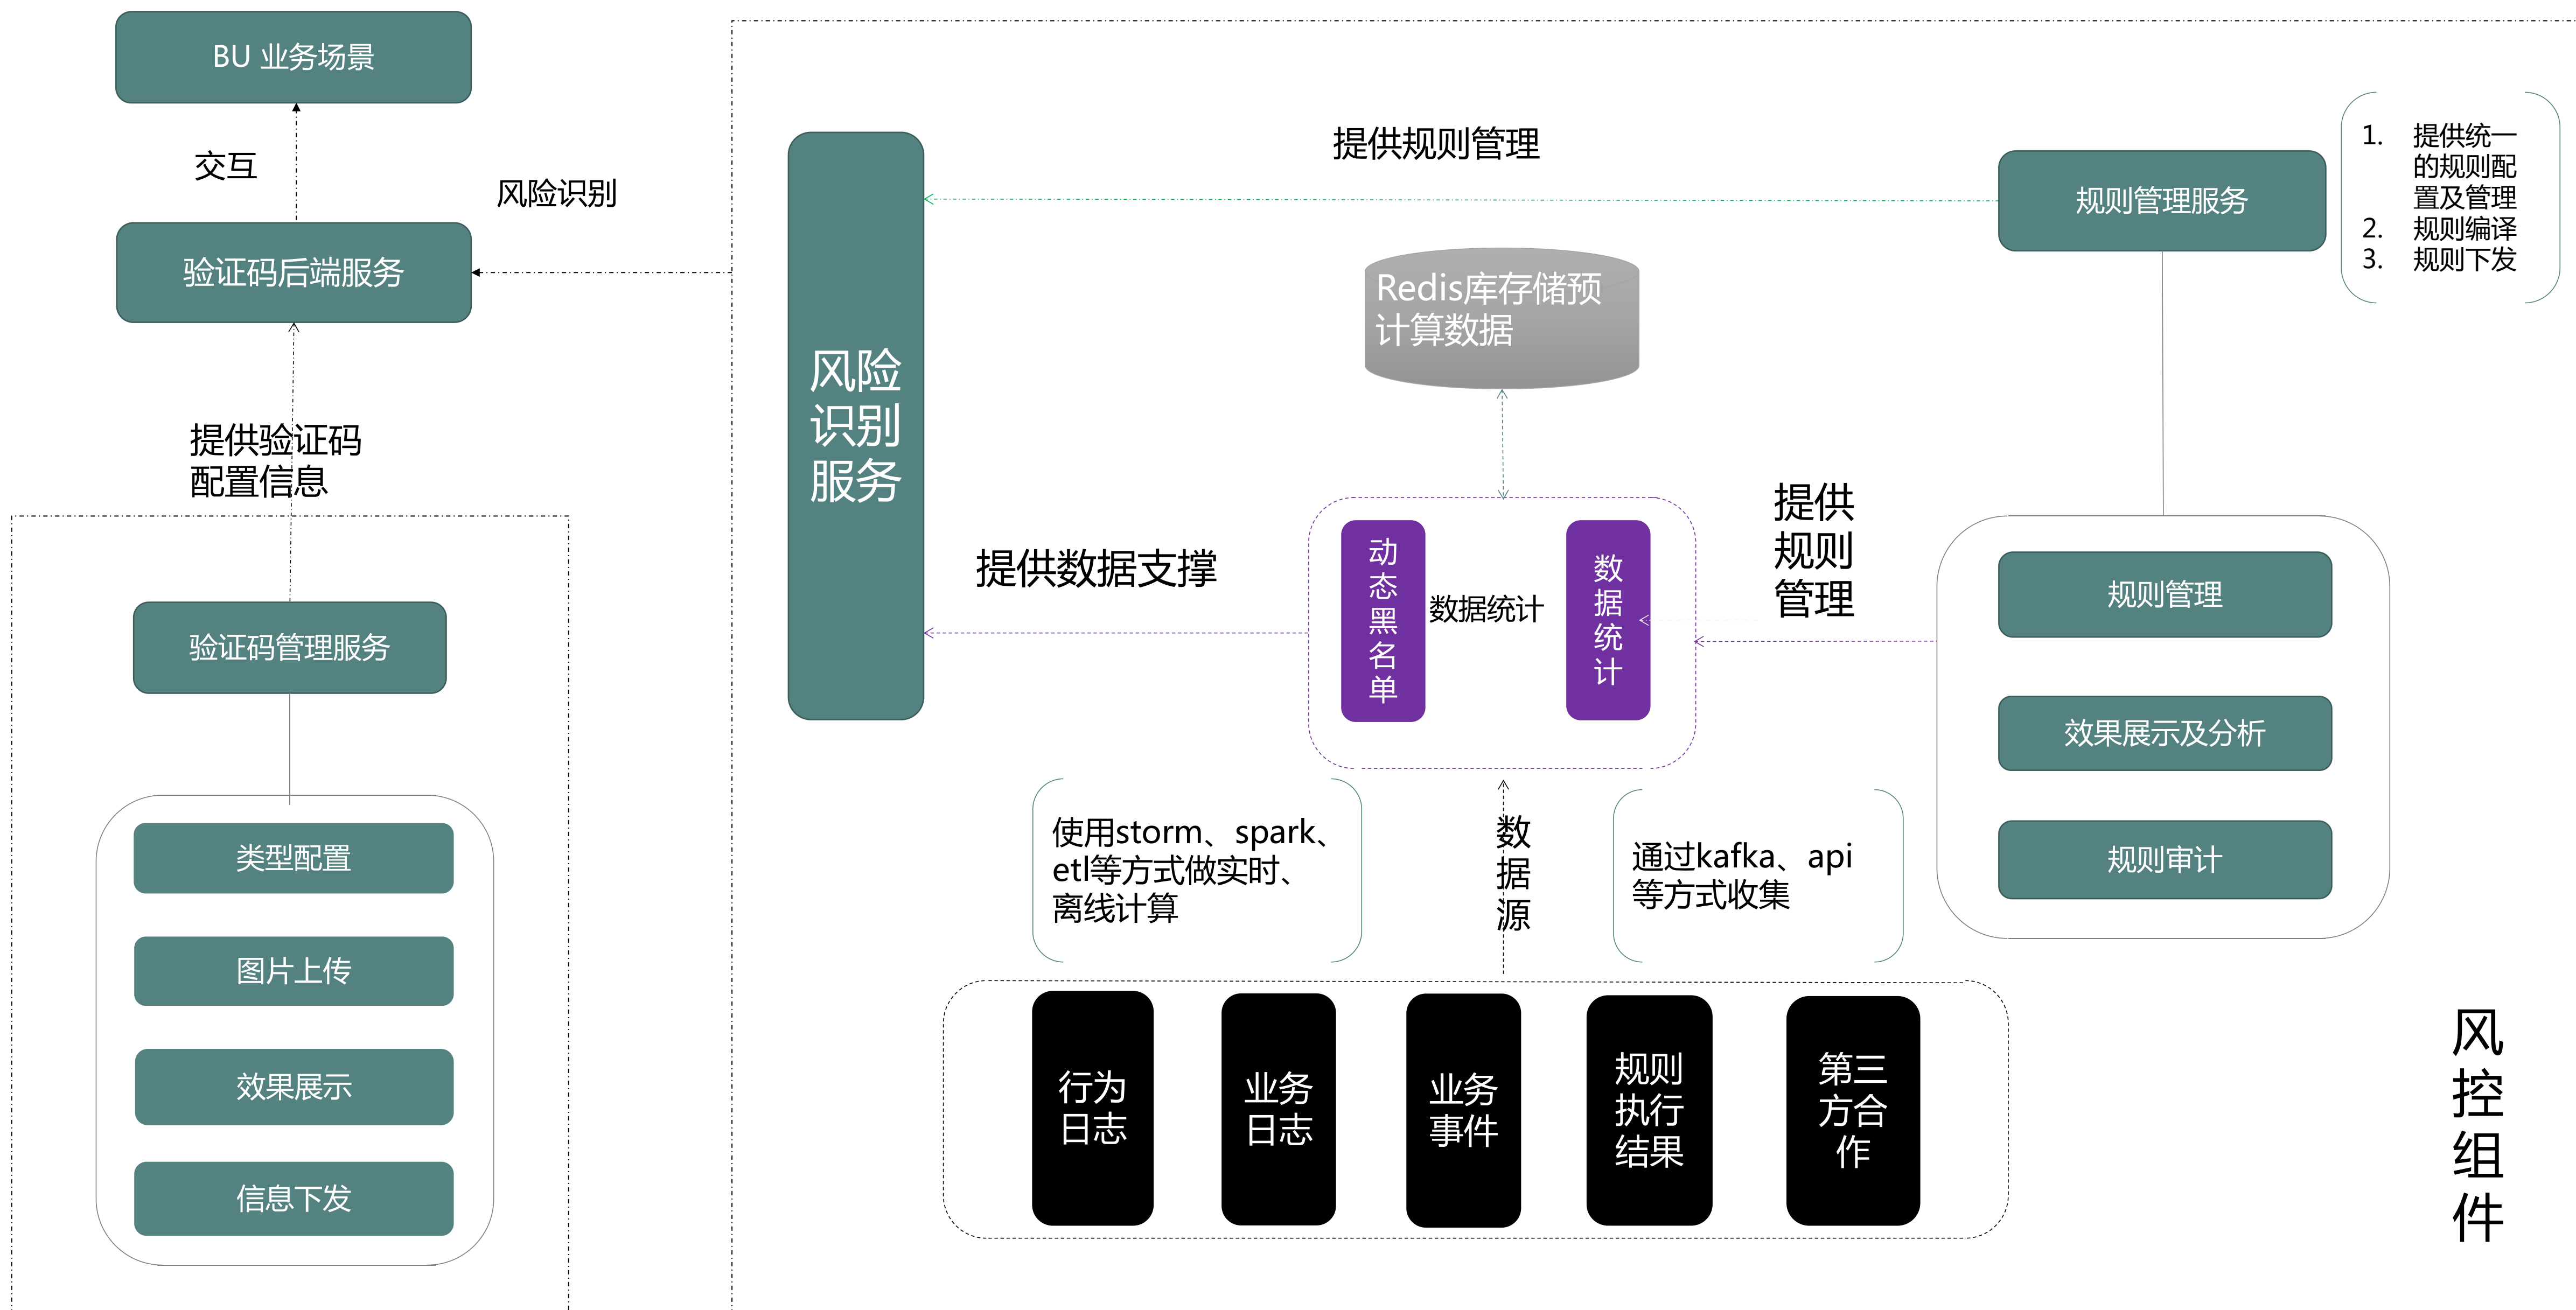 BU 业务场景
交互
风险识别
验证码后端服务
提供验证码
配置信息
验证码管理服务
类型配置
图片上传
效果展示
信息下发
风险
识别
服务
提供规则管理
规则管理服务
1. 提供统一
的规则配
置及管理
2. 规则编译
3. 规则下发
Redis库存储预
计算数据
提供数据支撑
动
态
黑
名
单
数据统计
数
据
统
计
提供
规则
管理
规则管理
效果展示及分析
规则审计
使用storm、spark、
etl等方式做实时、
离线计算
数
据
源
通过kafka、api
等方式收集
行为
日志
业务
日志
业务
事件
规则
执行
结果
第三
方合
作
风
控
组
件